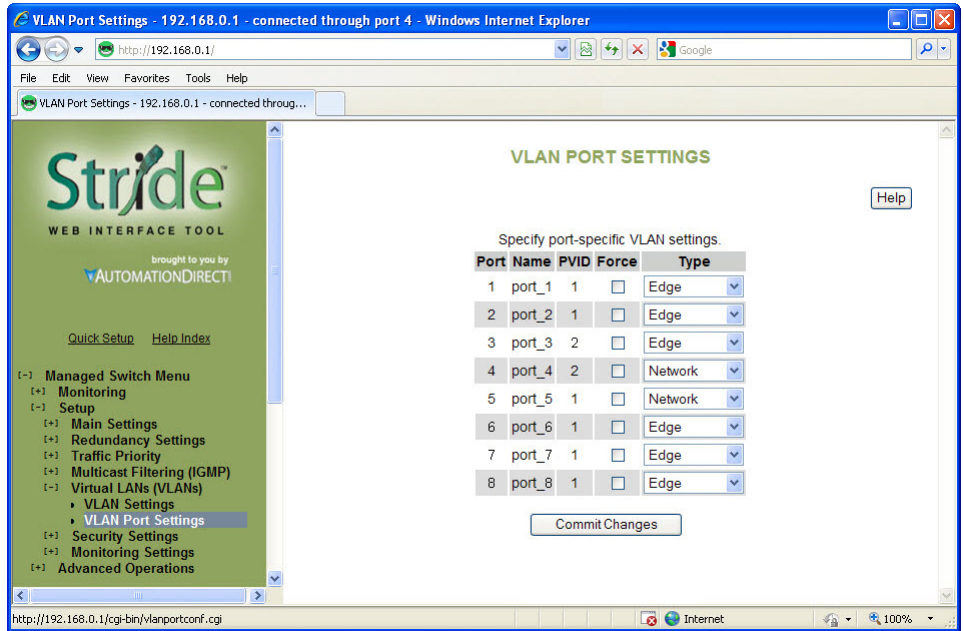 VLAN Port Settings - 192.168.0.1 - connected through port 4 - Windows Internet Explorer
http://192.168.0.1/
Google
File Edit View Favorites Tools Help
VLAN Port Settings - 192.168.0.1 - connected throug...
Stride
WEB INTERFACE TOOL
brought to you by
AUTOMATIONDIRECT
Quick Setup Help Index
[-] Managed Switch Menu
[+] Monitoring
[-] Setup
[+] Main Settings
[+] Redundancy Settings
[+] Traffic Priority
[+] Multicast Filtering (IGMP)
[-] Virtual LANs (VLANs)
VLAN Settings
VLAN Port Settings
[+] Security Settings
[+] Monitoring Settings
[+] Advanced Operations
VLAN PORT SETTINGS
Help
Specify port-specific VLAN settings.
Port Name PVID Force Type
1 port_1 1 Edge
2 port_2 1 Edge
3 port_3 2 Edge
4 port_4 2 Network
5 port_5 1 Network
6 port_6 1 Edge
7 port_7 1 Edge
8 port_8 1 Edge
Commit Changes
http://192.168.0.1/cgi-bin/vlanportconf.cgi
Internet
100%